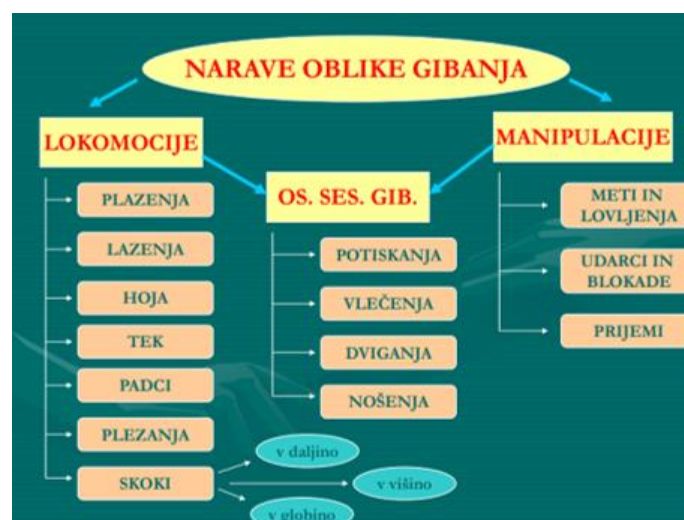 NARAVE OBLIKE GIBANJA
LOKOMOCIJE
PLAZENJA
LAZENJA
HOJA
TEK
PADCI
PLEZANJA
SKOKI
v daljino
v višino
v globino
OS. SES. GIB.
POTISKANJA
VLEČENJA
DVIGANJA
NOŠENJA
MANIPULACIJE
METI IN
LOVLJENJA
UDARCI IN
BLOKADE
PRIJEMI